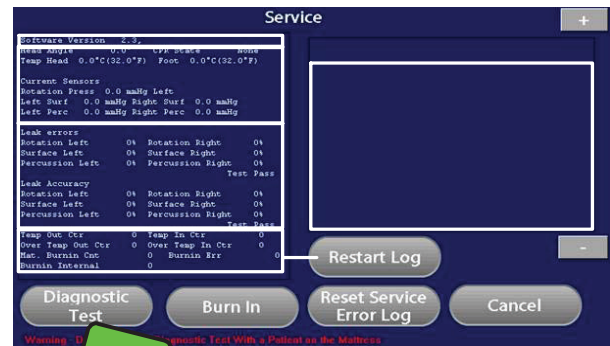 Service
+
Software Version 2.3,
Head Angle 0.0° CPR State None
Temp Head 0.0°C(32.0°F) Foot 0.0°C(32.0°F)
Current Sensors
Rotation Press 0.0 mmHg Left
Left Surf 0.0 mmHg Right Surf 0.0 mmHg
Left Perc 0.0 mmHg Right Perc 0.0 mmHg
Leak errors
Rotation Left 0% Rotation Right 0%
Surface Left 0% Surface Right 0%
Percussion Left 0% Percussion Right 0%
Test Pass
Leak Accuracy
Rotation Left 0% Rotation Right 0%
Surface Left 0% Surface Right 0%
Percussion Left 0% Percussion Right 0%
Test Pass
Temp Out Ctr 0 Temp In Ctr 0
Over Temp Out Ctr 0 Over Temp In Ctr 0
Mat. Burnin Cnt 0 Burnin Err 0
Burnin Internal 0
-
Restart Log
Diagnostic Test
Burn In
Reset Service Error Log
Cancel
Warning D Diagnostic Test With a Patient on the Mattress